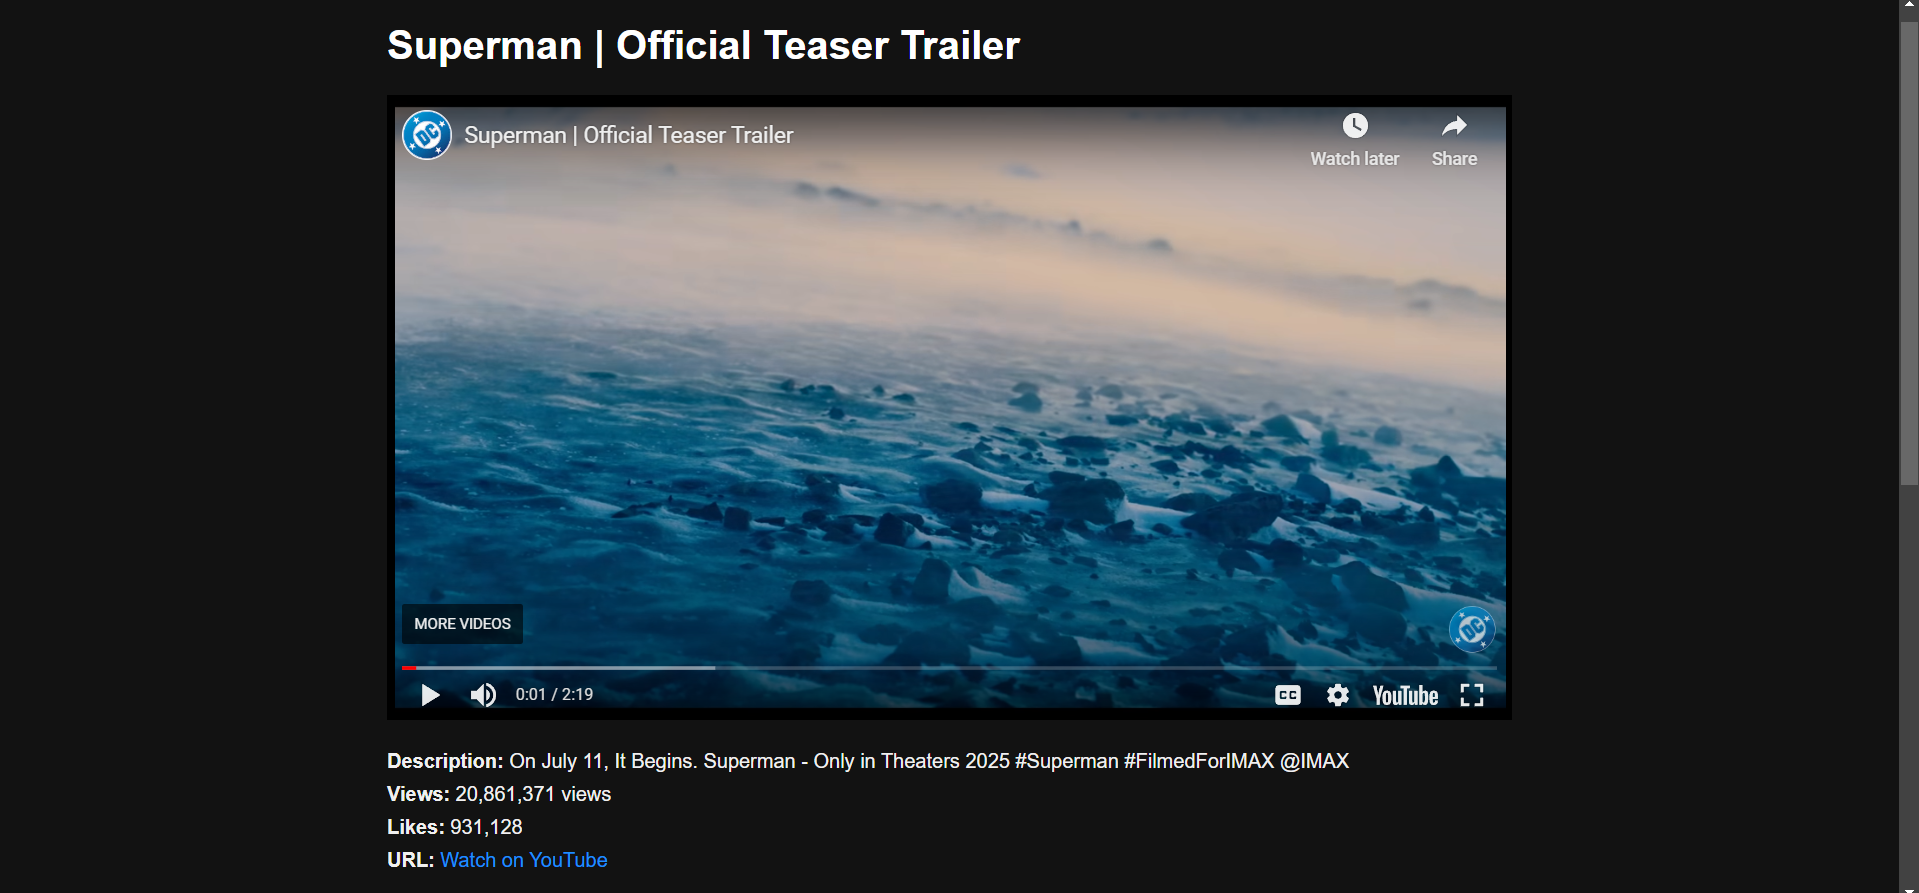 Superman | Official Teaser Trailer
DC
Superman | Official Teaser Trailer
Watch later
Share
MORE VIDEOS
DC
0:01 / 2:19
CC
YouTube
Description: On July 11, It Begins. Superman - Only in Theaters 2025 #Superman #FilmedForIMAX @IMAX
Views: 20,861,371 views
Likes: 931,128
URL: Watch on YouTube